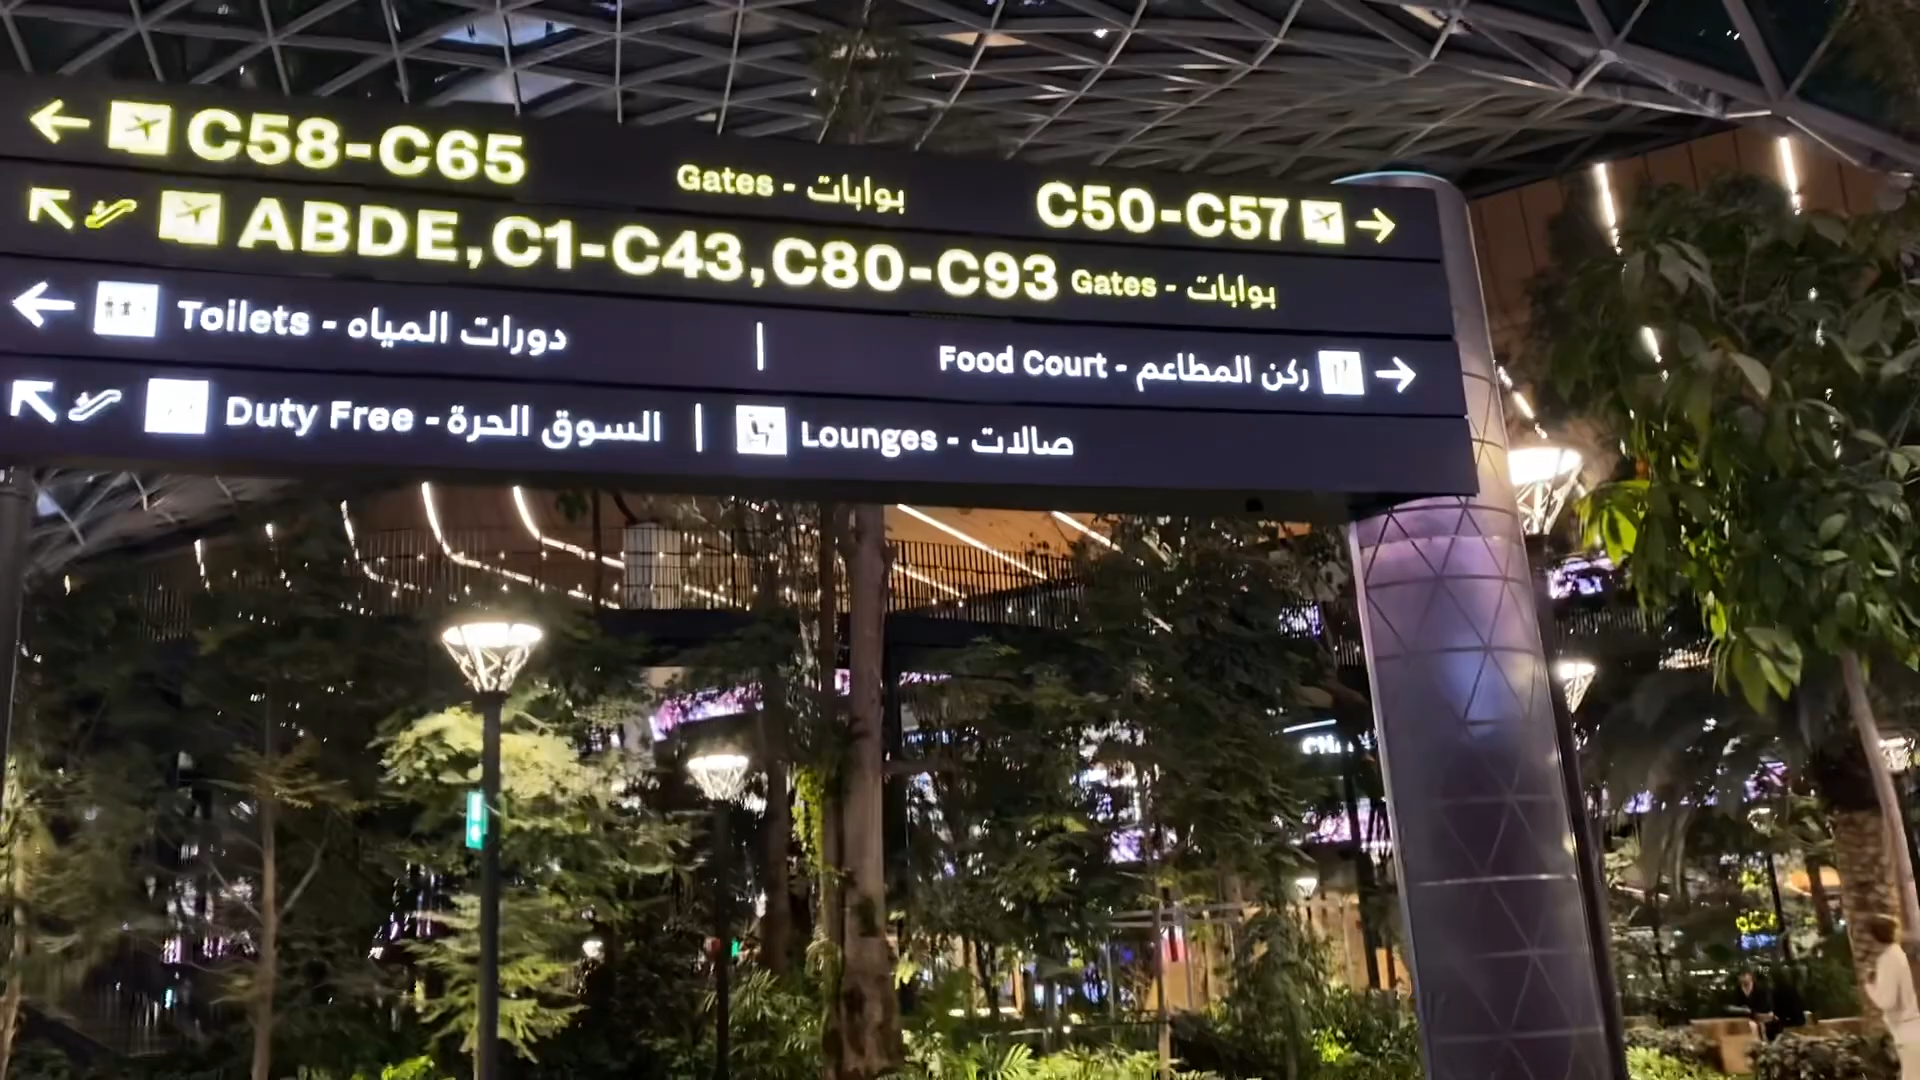 C58-C65 Gates - بوابات C50-C57
ABDE,C1-C43,C80-C93 Gates - بوابات
Toilets - دورات المياه | Food Court - ركن المطاعم
Duty Free - السوق الحرة | Lounges - صالات